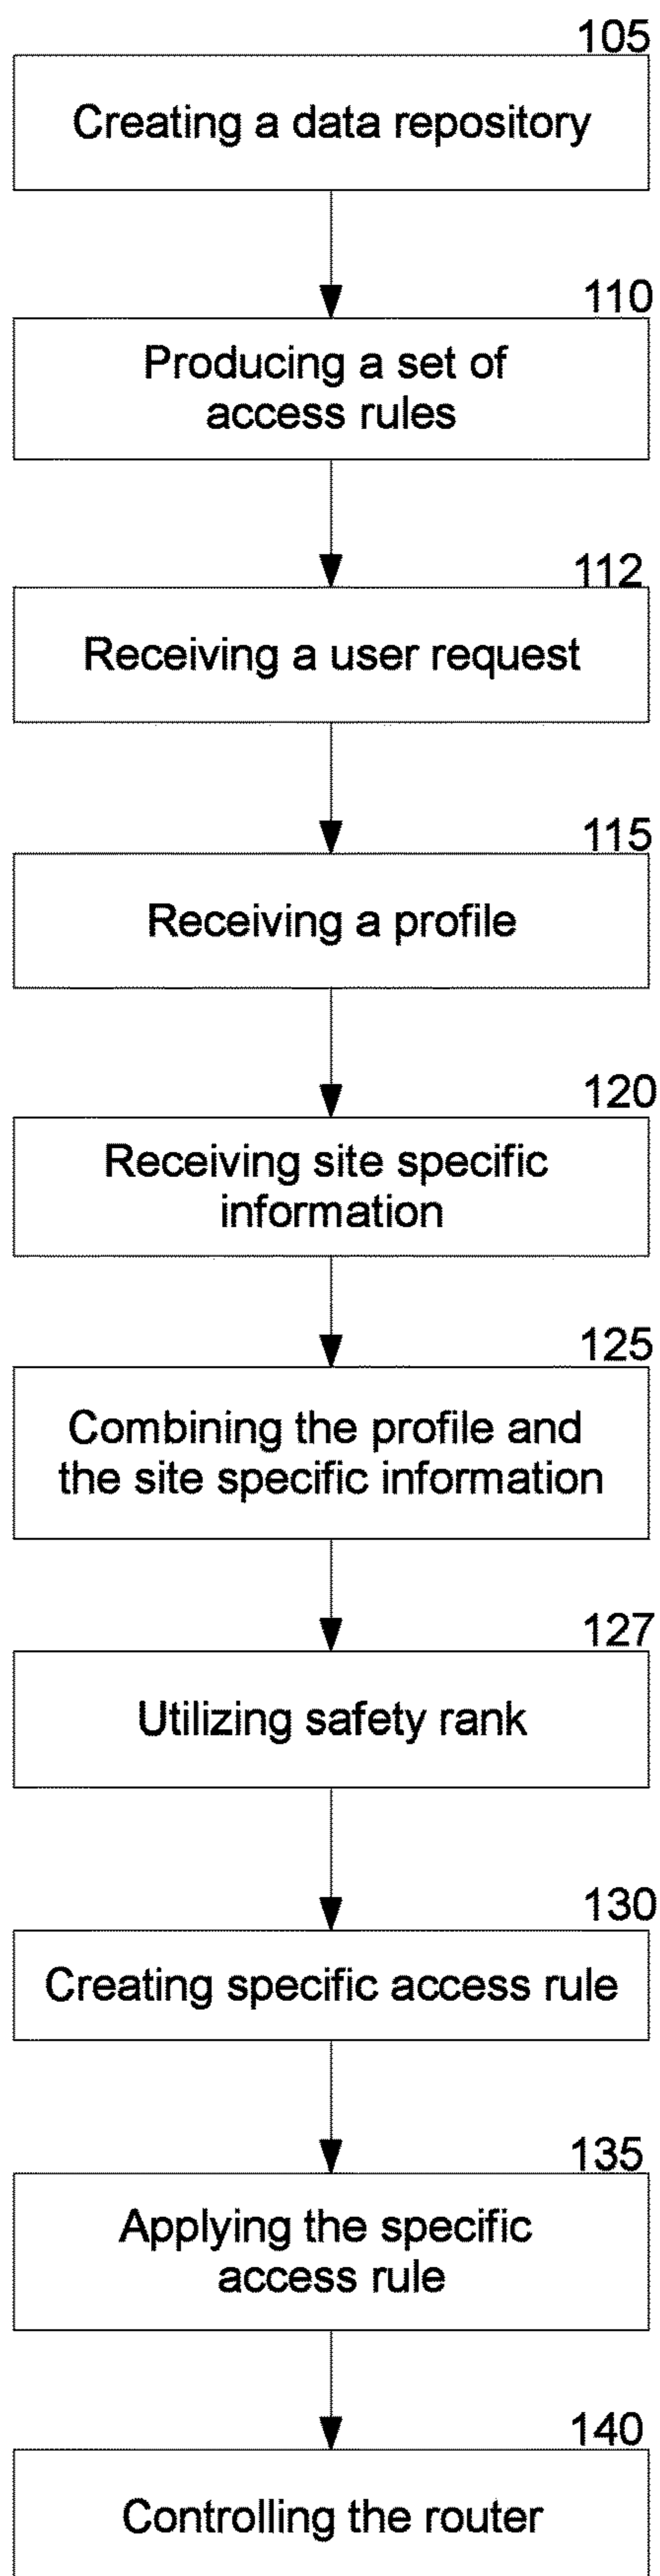 105
Creating a data repository
110
Producing a set of
access rules
112
Receiving a user request
115
Receiving a profile
120
Receiving site specific
information
125
Combining the profile and
the site specific information
127
Utilizing safety rank
130
Creating specific access rule
135
Applying the specific
access rule
140
Controlling the router